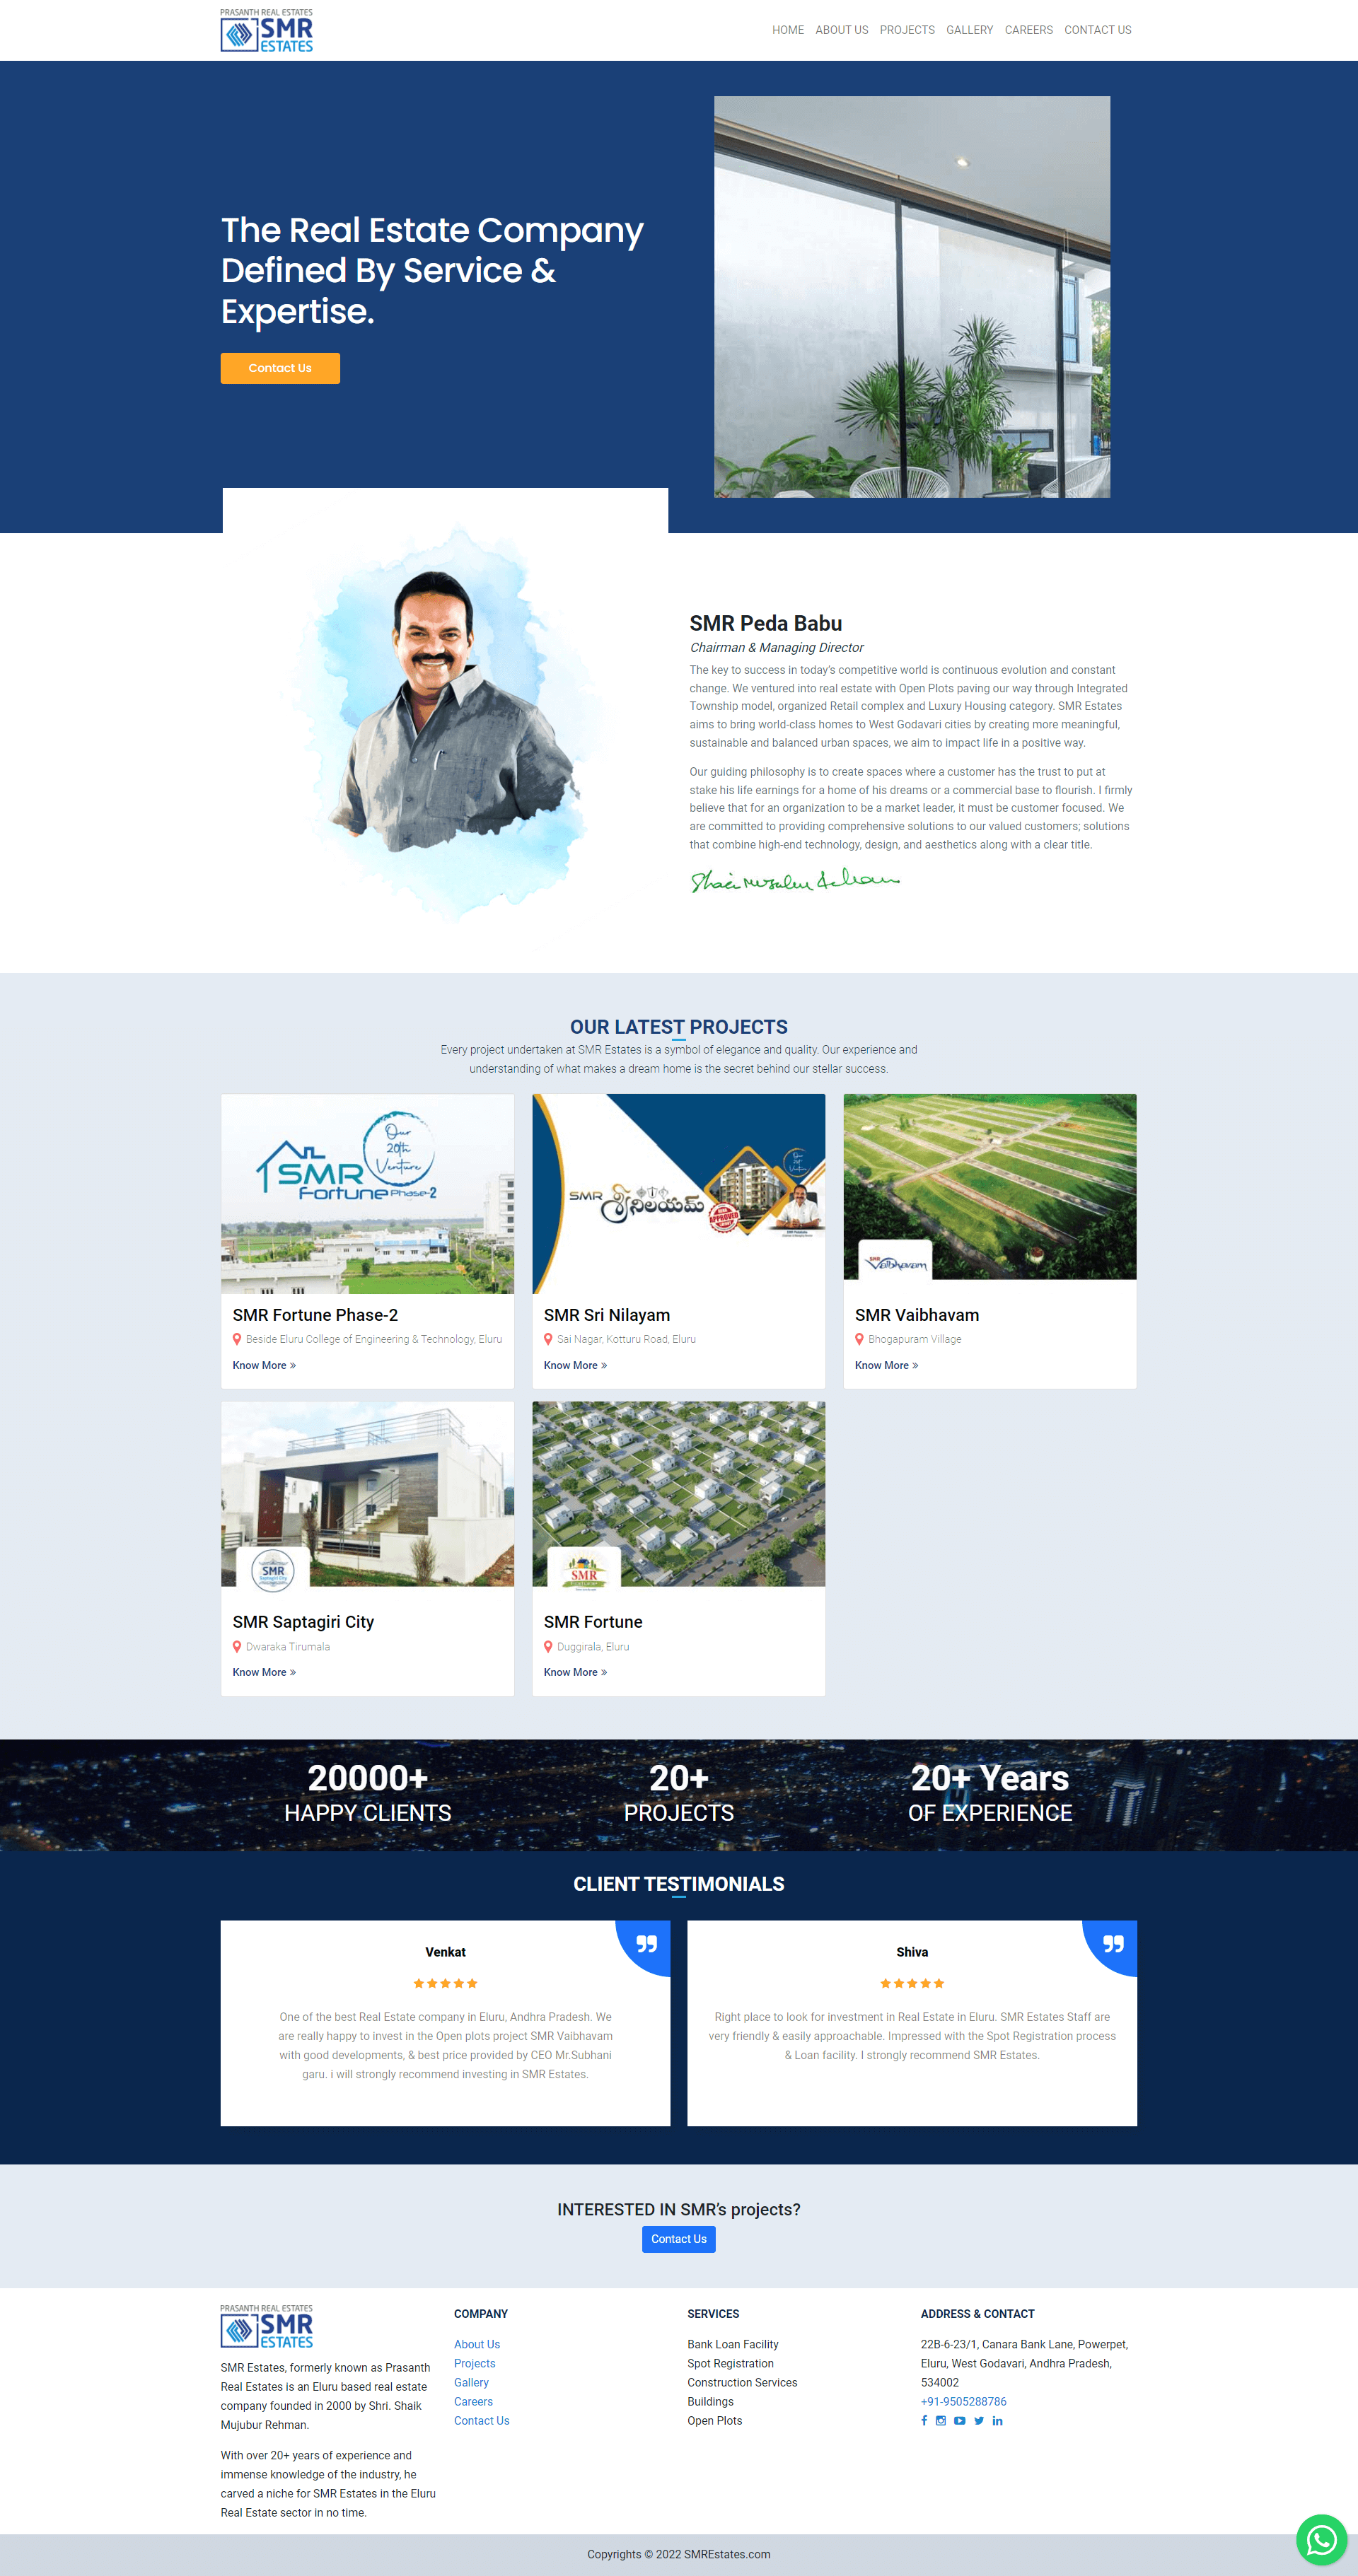 PRASANTH REAL ESTATES
SMR
ESTATES
HOME ABOUT US PROJECTS GALLERY CAREERS CONTACT US
The Real Estate Company
Defined By Service &
Expertise.
Contact Us
SMR Peda Babu
Chairman & Managing Director
The key to success in today's competitive world is continuous evolution and constant
change. We ventured into real estate with Open Plots paving our way through Integrated
Township model, organized Retail complex and Luxury Housing category. SMR Estates
aims to bring world-class homes to West Godavari cities by creating more meaningful,
sustainable and balanced urban spaces, we aim to impact life in a positive way.
Our guiding philosophy is to create spaces where a customer has the trust to put at
stake his life earnings for a home of his dreams or a commercial base to flourish. I firmly
believe that for an organization to be a market leader, it must be customer focused. We
are committed to providing comprehensive solutions to our valued customers; solutions
that combine high-end technology, design, and aesthetics along with a clear title.
OUR LATEST PROJECTS
Every project undertaken at SMR Estates is a symbol of elegance and quality. Our experience and
understanding of what makes a dream home is the secret behind our stellar success.
Our
20th
Venture
SMR
Fortune Phase-2
SMR శ్రీనిలయమ్
APPROVED
SMR
Vaibhavam
SMR Fortune Phase-2
Beside Eluru College of Engineering & Technology, Eluru
Know More »
SMR Sri Nilayam
Sai Nagar, Kotturu Road, Eluru
Know More »
SMR Vaibhavam
Bhogapuram Village
Know More »
SMR
Saptagiri City
SMR
SMR Saptagiri City
Dwaraka Tirumala
Know More »
SMR Fortune
Duggirala, Eluru
Know More »
20000+
HAPPY CLIENTS
20+
PROJECTS
20+ Years
OF EXPERIENCE
CLIENT TESTIMONIALS
Venkat
One of the best Real Estate company in Eluru, Andhra Pradesh. We
are really happy to invest in the Open plots project SMR Vaibhavam
with good developments, & best price provided by CEO Mr.Subhani
garu. i will strongly recommend investing in SMR Estates.
Shiva
Right place to look for investment in Real Estate in Eluru. SMR Estates Staff are
very friendly & easily approachable. Impressed with the Spot Registration process
& Loan facility. I strongly recommend SMR Estates.
INTERESTED IN SMR's projects?
Contact Us
PRASANTH REAL ESTATES
SMR
ESTATES
SMR Estates, formerly known as Prasanth
Real Estates is an Eluru based real estate
company founded in 2000 by Shri. Shaik
Mujubur Rehman.
With over 20+ years of experience and
immense knowledge of the industry, he
carved a niche for SMR Estates in the Eluru
Real Estate sector in no time.
COMPANY
About Us
Projects
Gallery
Careers
Contact Us
SERVICES
Bank Loan Facility
Spot Registration
Construction Services
Buildings
Open Plots
ADDRESS & CONTACT
22B-6-23/1, Canara Bank Lane, Powerpet,
Eluru, West Godavari, Andhra Pradesh,
534002
+91-9505288786
Copyrights © 2022 SMREstates.com